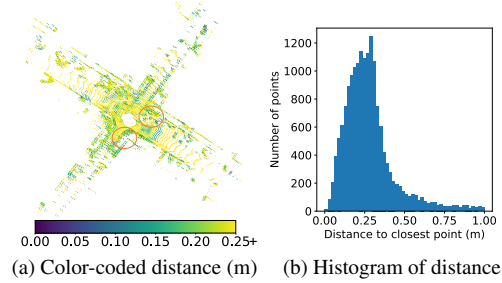 0.00 0.05 0.10 0.15 0.20 0.25+
(a) Color-coded distance (m)
Number of points
1200
1000
800
600
400
200
0
0.00 0.25 0.50 0.75 1.00
Distance to closest point (m)
(b) Histogram of distance